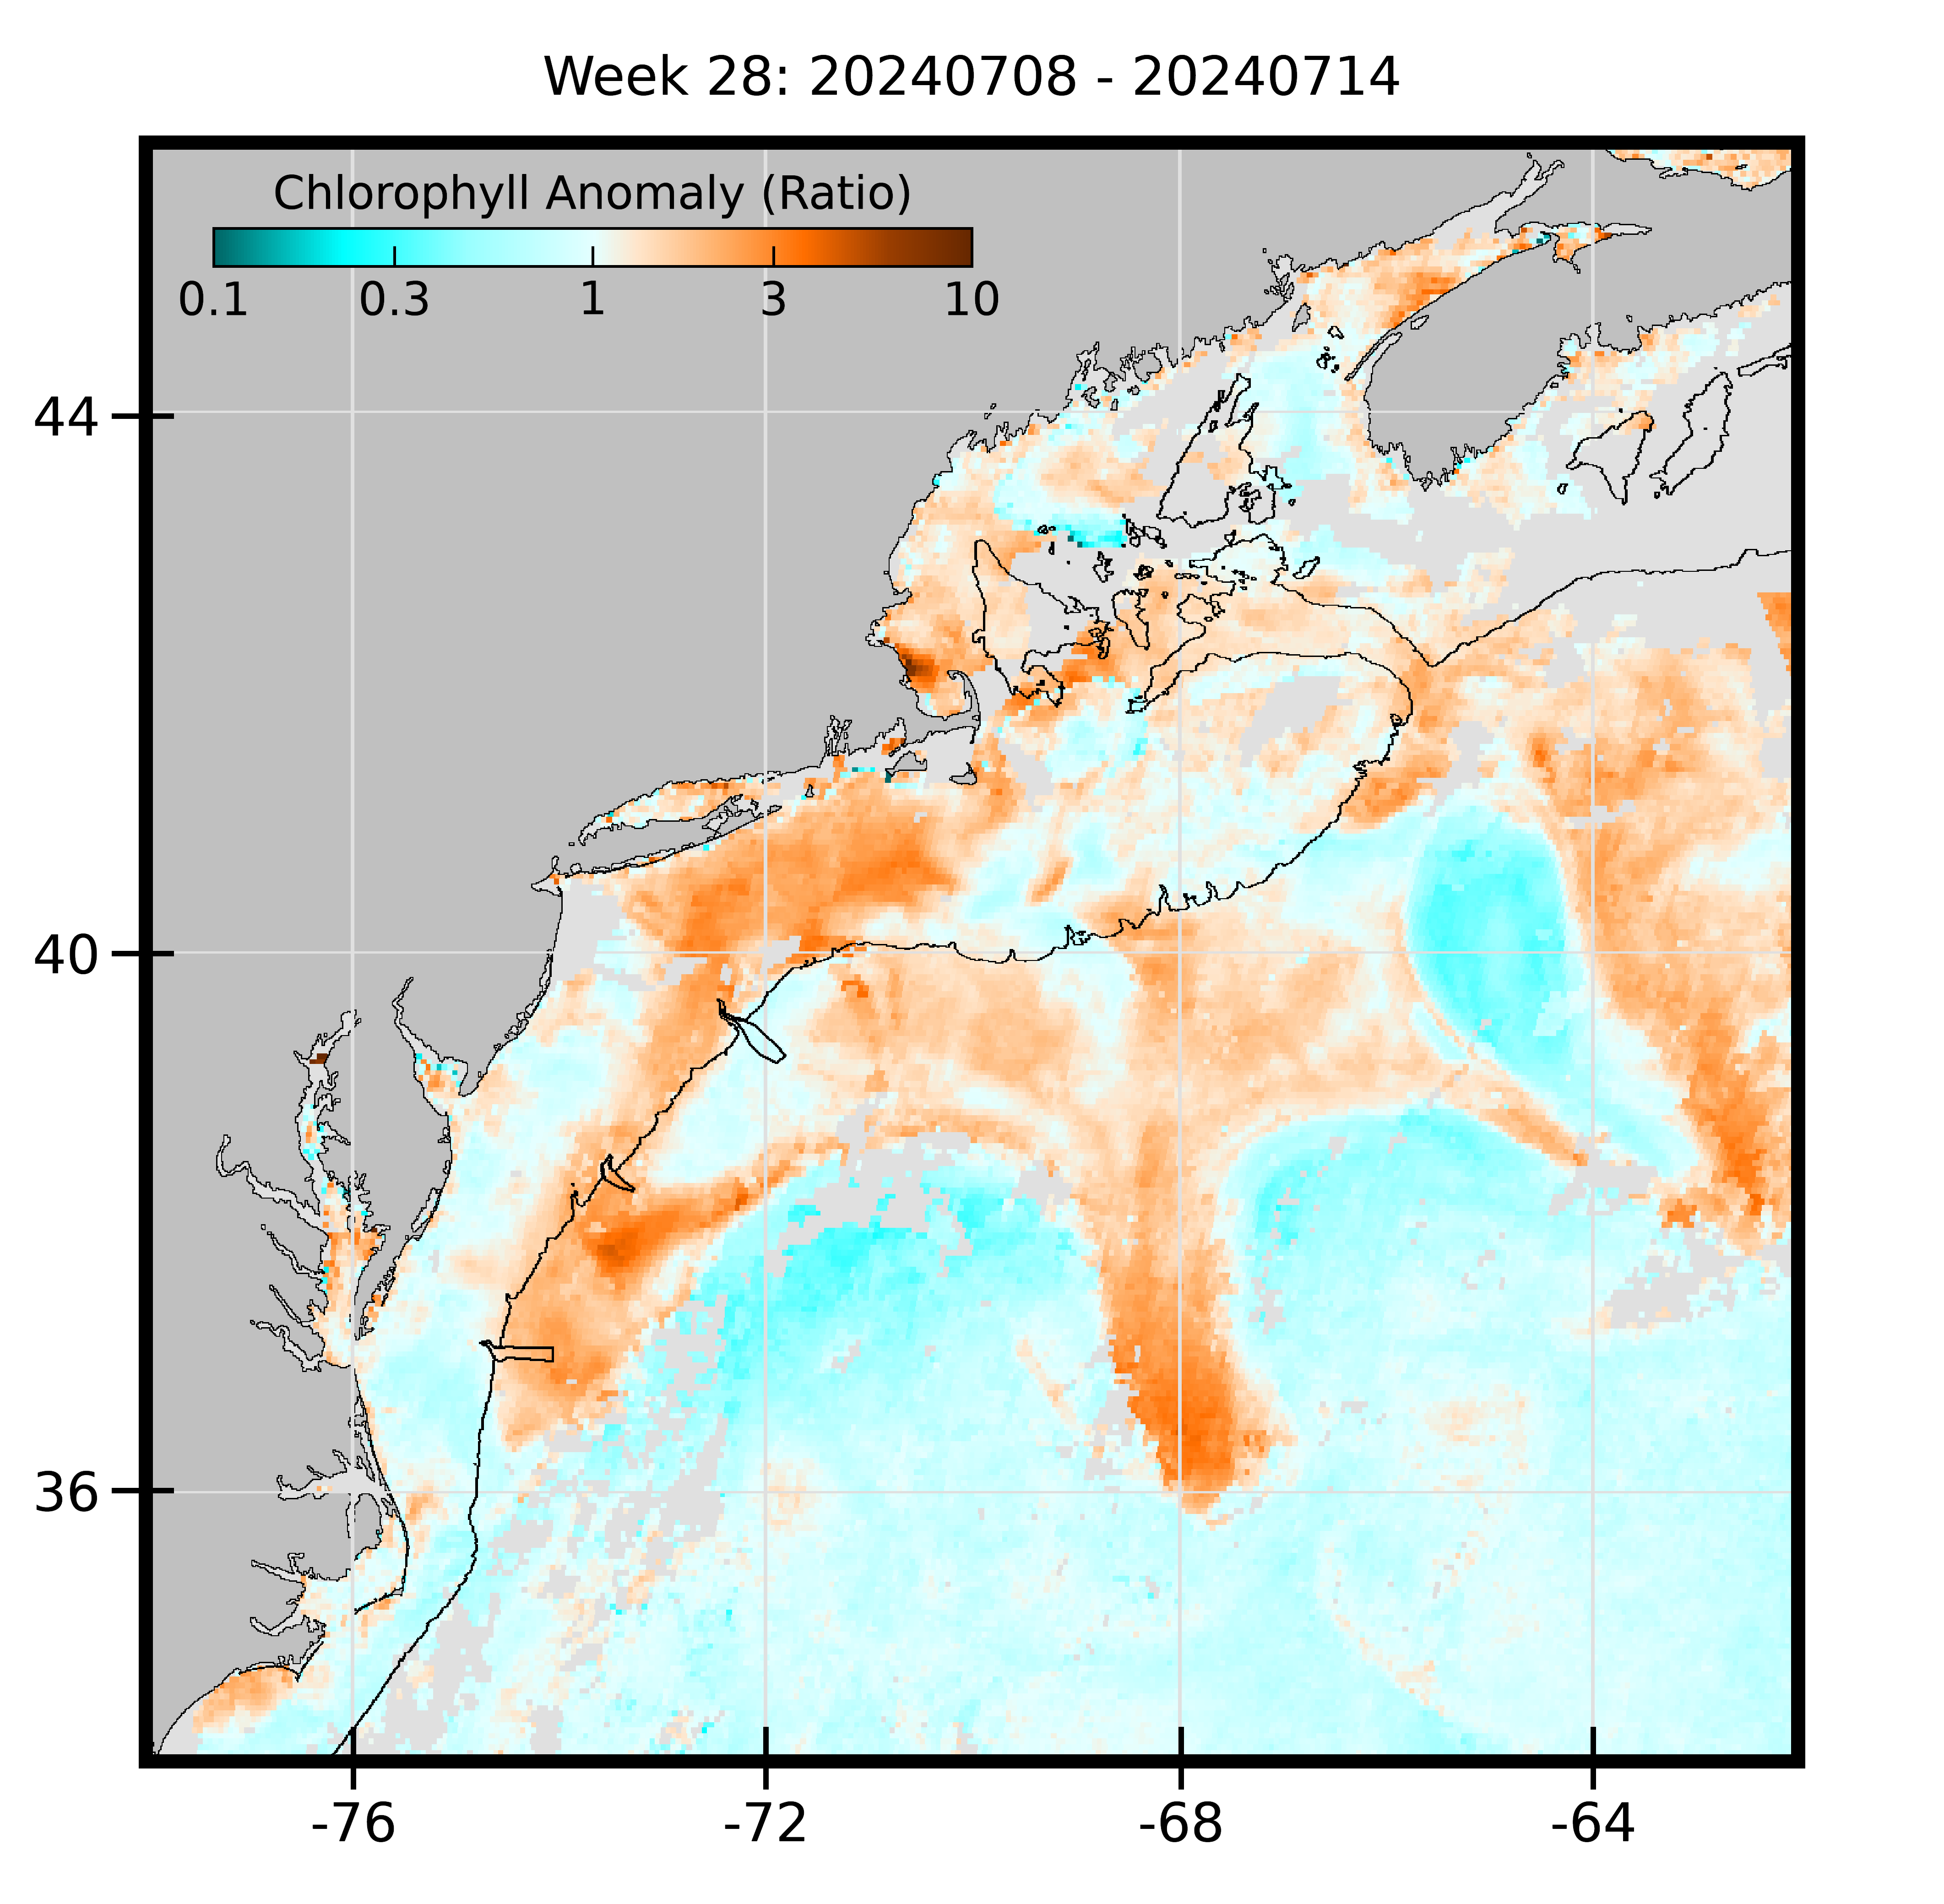 Week 28: 20240708 - 20240714
Chlorophyll Anomaly (Ratio)
0.1 0.3 1 3 10
44
40
36
-76 -72 -68 -64